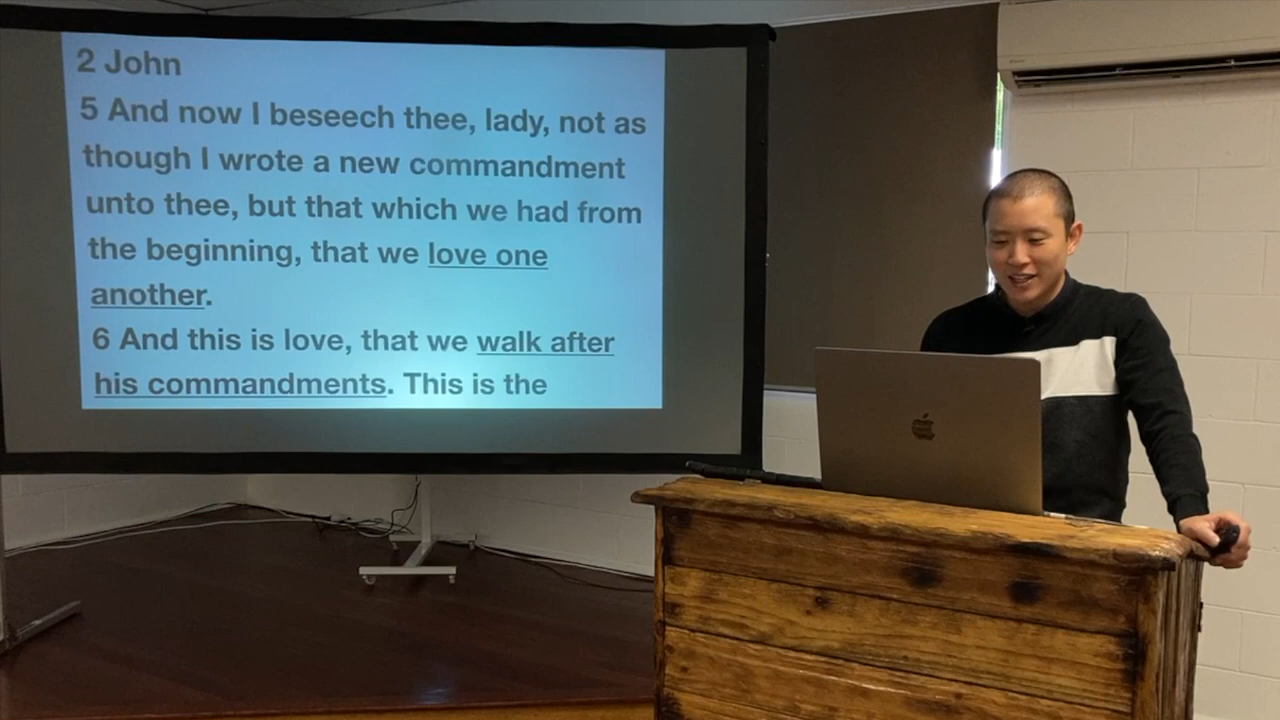 2 John
5 And now I beseech thee, lady, not as
though I wrote a new commandment
unto thee, but that which we had from
the beginning, that we love one
another.
6 And this is love, that we walk after
his commandments. This is the